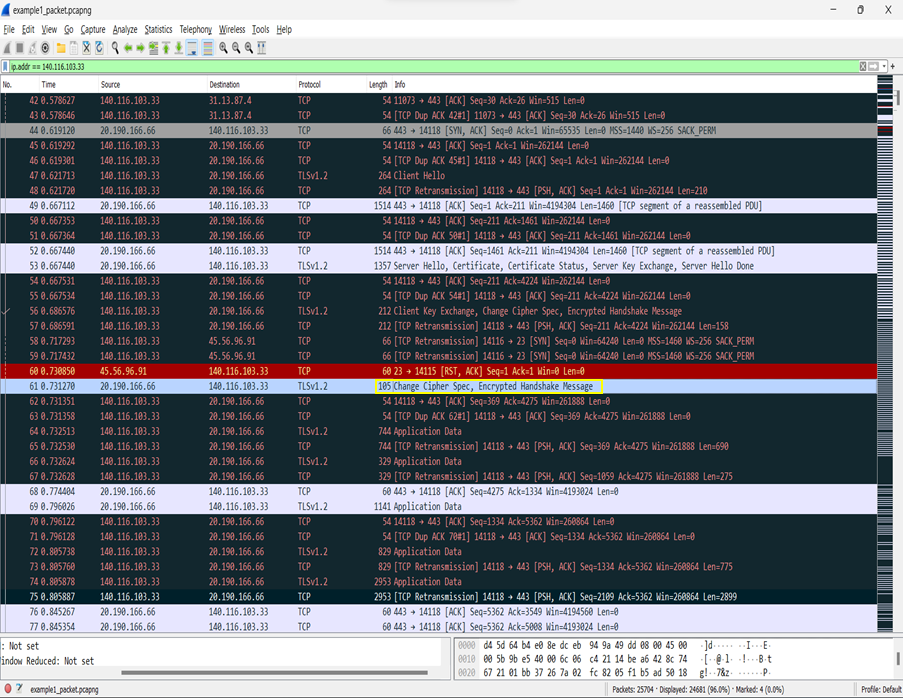 example1_packet.pcapng
File Edit View Go Capture Analyze Statistics Telephony Wireless Tools Help
ip.addr == 140.116.103.33
No. Time Source Destination Protocol Length Info
42 0.578627 140.116.103.33 31.13.87.4 TCP 54 11073 → 443 [ACK] Seq=30 Ack=26 Win=515 Len=0
43 0.578646 140.116.103.33 31.13.87.4 TCP 54 [TCP Dup ACK 42#1] 11073 → 443 [ACK] Seq=30 Ack=26 Win=515 Len=0
44 0.619120 20.190.166.66 140.116.103.33 TCP 66 443 → 14118 [SYN, ACK] Seq=0 Ack=1 Win=65535 Len=0 MSS=1440 WS=256 SACK_PERM
45 0.619292 140.116.103.33 20.190.166.66 TCP 54 14118 → 443 [ACK] Seq=1 Ack=1 Win=262144 Len=0
46 0.619301 140.116.103.33 20.190.166.66 TCP 54 [TCP Dup ACK 45#1] 14118 → 443 [ACK] Seq=1 Ack=1 Win=262144 Len=0
47 0.621713 140.116.103.33 20.190.166.66 TLSv1.2 264 Client Hello
48 0.621720 140.116.103.33 20.190.166.66 TCP 264 [TCP Retransmission] 14118 → 443 [PSH, ACK] Seq=1 Ack=1 Win=262144 Len=210
49 0.667112 20.190.166.66 140.116.103.33 TCP 1514 443 → 14118 [ACK] Seq=1 Ack=211 Win=4194304 Len=1460 [TCP segment of a reassembled PDU]
50 0.667353 140.116.103.33 20.190.166.66 TCP 54 14118 → 443 [ACK] Seq=211 Ack=1461 Win=262144 Len=0
51 0.667364 140.116.103.33 20.190.166.66 TCP 54 [TCP Dup ACK 50#1] 14118 → 443 [ACK] Seq=211 Ack=1461 Win=262144 Len=0
52 0.667440 20.190.166.66 140.116.103.33 TCP 1514 443 → 14118 [ACK] Seq=1461 Ack=211 Win=4194304 Len=1460 [TCP segment of a reassembled PDU]
53 0.667440 20.190.166.66 140.116.103.33 TLSv1.2 1357 Server Hello, Certificate, Certificate Status, Server Key Exchange, Server Hello Done
54 0.667531 140.116.103.33 20.190.166.66 TCP 54 14118 → 443 [ACK] Seq=211 Ack=4224 Win=262144 Len=0
55 0.667534 140.116.103.33 20.190.166.66 TCP 54 [TCP Dup ACK 54#1] 14118 → 443 [ACK] Seq=211 Ack=4224 Win=262144 Len=0
56 0.686576 140.116.103.33 20.190.166.66 TLSv1.2 212 Client Key Exchange, Change Cipher Spec, Encrypted Handshake Message
57 0.686591 140.116.103.33 20.190.166.66 TCP 212 [TCP Retransmission] 14118 → 443 [PSH, ACK] Seq=211 Ack=4224 Win=262144 Len=158
58 0.717293 140.116.103.33 45.56.96.91 TCP 66 [TCP Retransmission] 14116 → 23 [SYN] Seq=0 Win=64240 Len=0 MSS=1460 WS=256 SACK_PERM
59 0.717432 140.116.103.33 45.56.96.91 TCP 66 [TCP Retransmission] 14116 → 23 [SYN] Seq=0 Win=64240 Len=0 MSS=1460 WS=256 SACK_PERM
60 0.730850 45.56.96.91 140.116.103.33 TCP 60 23 → 14115 [RST, ACK] Seq=1 Ack=1 Win=0 Len=0
61 0.731270 20.190.166.66 140.116.103.33 TLSv1.2 105 Change Cipher Spec, Encrypted Handshake Message
62 0.731351 140.116.103.33 20.190.166.66 TCP 54 14118 → 443 [ACK] Seq=369 Ack=4275 Win=261888 Len=0
63 0.731358 140.116.103.33 20.190.166.66 TCP 54 [TCP Dup ACK 62#1] 14118 → 443 [ACK] Seq=369 Ack=4275 Win=261888 Len=0
64 0.732513 140.116.103.33 20.190.166.66 TLSv1.2 744 Application Data
65 0.732530 140.116.103.33 20.190.166.66 TCP 744 [TCP Retransmission] 14118 → 443 [PSH, ACK] Seq=369 Ack=4275 Win=261888 Len=690
66 0.732624 140.116.103.33 20.190.166.66 TLSv1.2 329 Application Data
67 0.732628 140.116.103.33 20.190.166.66 TCP 329 [TCP Retransmission] 14118 → 443 [PSH, ACK] Seq=1059 Ack=4275 Win=261888 Len=275
68 0.774404 20.190.166.66 140.116.103.33 TCP 60 443 → 14118 [ACK] Seq=4275 Ack=1334 Win=4193024 Len=0
69 0.796026 20.190.166.66 140.116.103.33 TLSv1.2 1141 Application Data
70 0.796122 140.116.103.33 20.190.166.66 TCP 54 14118 → 443 [ACK] Seq=1334 Ack=5362 Win=260864 Len=0
71 0.796128 140.116.103.33 20.190.166.66 TCP 54 [TCP Dup ACK 70#1] 14118 → 443 [ACK] Seq=1334 Ack=5362 Win=260864 Len=0
72 0.805738 140.116.103.33 20.190.166.66 TLSv1.2 829 Application Data
73 0.805760 140.116.103.33 20.190.166.66 TCP 829 [TCP Retransmission] 14118 → 443 [PSH, ACK] Seq=1334 Ack=5362 Win=260864 Len=775
74 0.805878 140.116.103.33 20.190.166.66 TLSv1.2 2953 Application Data
75 0.805887 140.116.103.33 20.190.166.66 TCP 2953 [TCP Retransmission] 14118 → 443 [PSH, ACK] Seq=2109 Ack=5362 Win=260864 Len=2899
76 0.845267 20.190.166.66 140.116.103.33 TCP 60 443 → 14118 [ACK] Seq=5362 Ack=3549 Win=4194560 Len=0
77 0.845354 20.190.166.66 140.116.103.33 TCP 60 443 → 14118 [ACK] Seq=5362 Ack=5008 Win=4193024 Len=0
: Not set
indow Reduced: Not set
0000 d4 5d 64 b4 e0 8e dc eb 94 9a 49 dd 08 00 45 00 ·]d····· ··I···E·
0010 00 5b 9b e5 40 00 6c 06 c4 21 14 be a6 42 8c 74 ·[··@·l· ·!···B·t
0020 67 21 01 bb 37 26 7a 02 fc 82 05 f1 b5 ad 50 18 g!··7&z· ······P·
example1_packet.pcapng
Packets: 25704 · Displayed: 24681 (96.0%) · Marked: 4 (0.0%)
Profile: Default